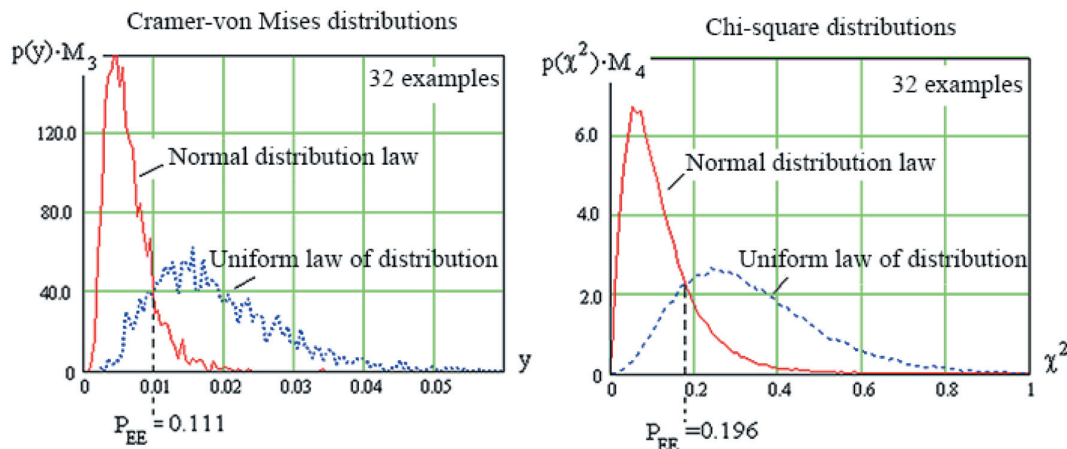 Cramer-von Mises distributions
p(y)·M₃
32 examples
120.0
Normal distribution law
80.0
Uniform law of distribution
40.0
0
0 0.01 0.02 0.03 0.04 0.05
y
P_EE = 0.111
Chi-square distributions
p(χ²)·M₄
32 examples
6.0
Normal distribution law
4.0
Uniform law of distribution
2.0
0
0 0.2 0.4 0.6 0.8 1
χ²
P_EE =0.196